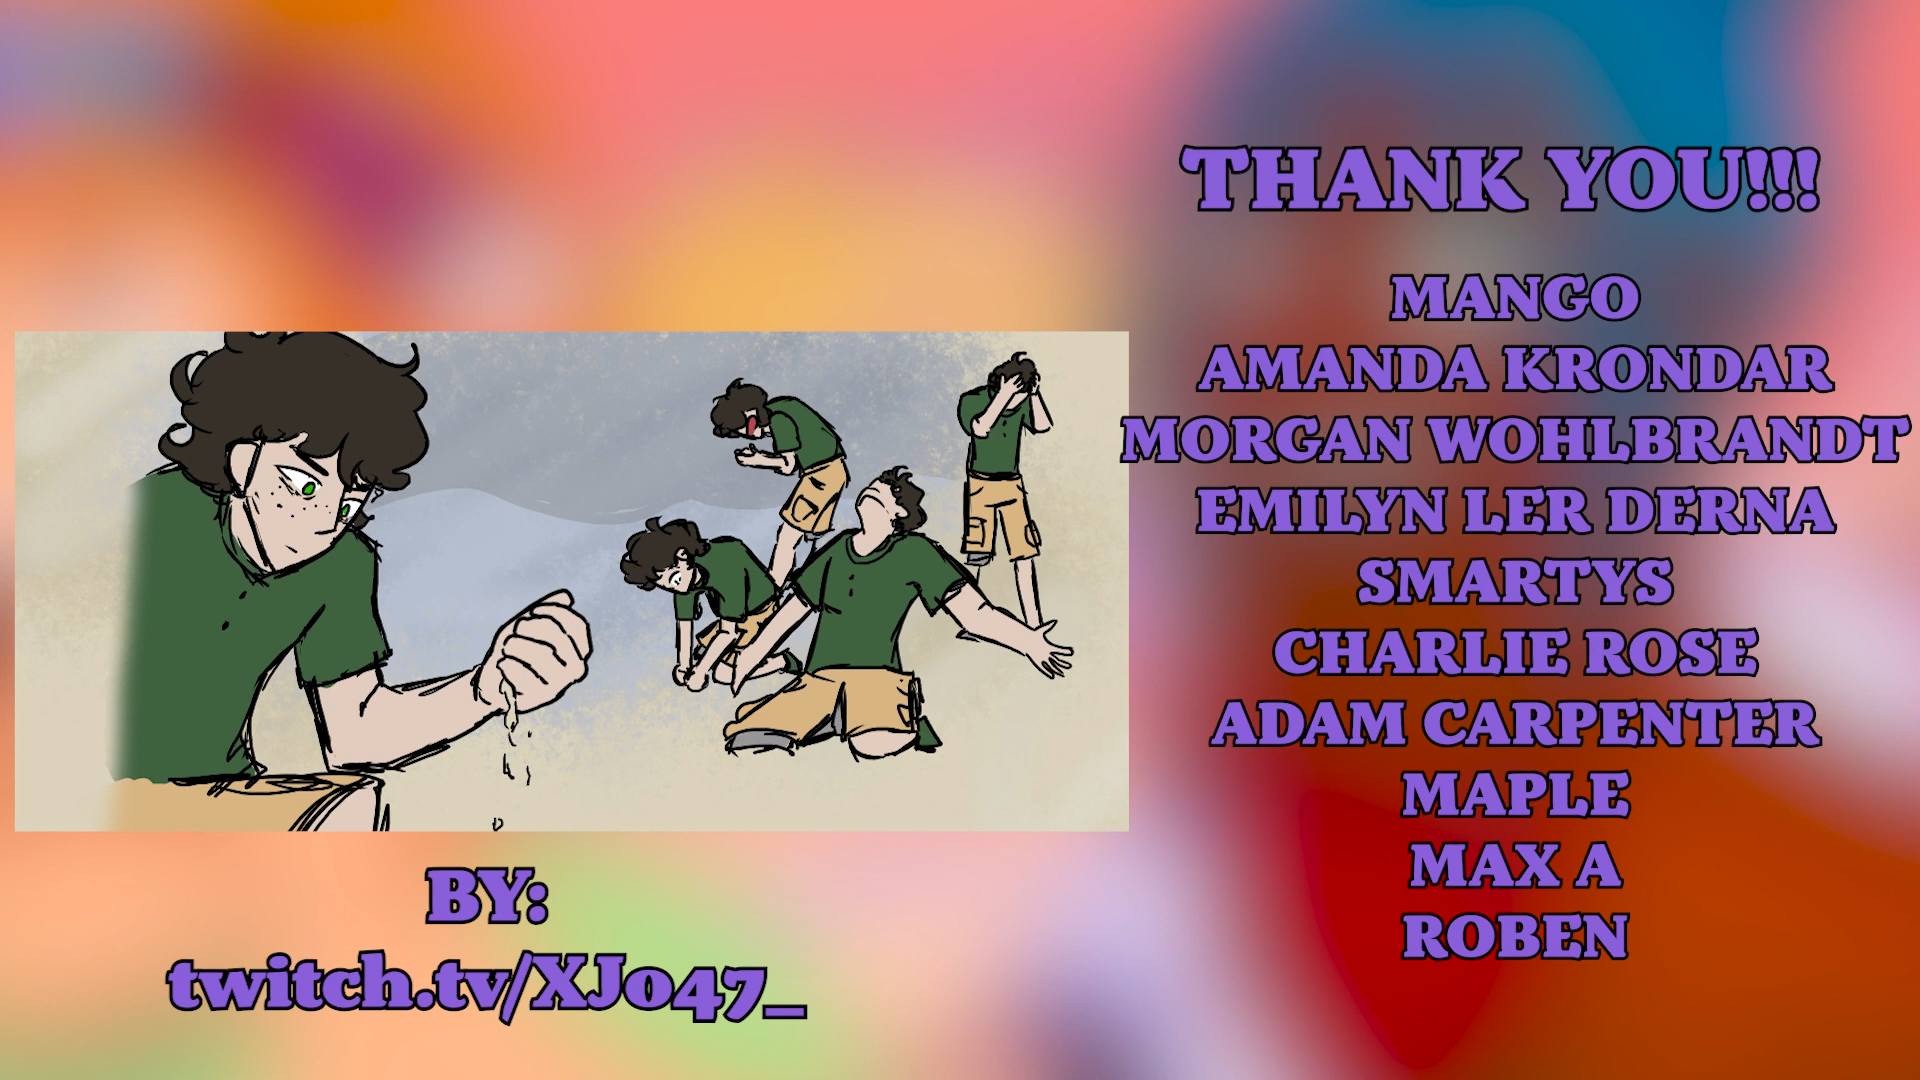 THANK YOU!!!
MANGO
AMANDA KRONDAR
MORGAN WOHLBRANDT
EMILYN LER DERNA
SMARTYS
CHARLIE ROSE
ADAM CARPENTER
MAPLE
MAX A
ROBEN
BY:
twitch.tv/XJ047_